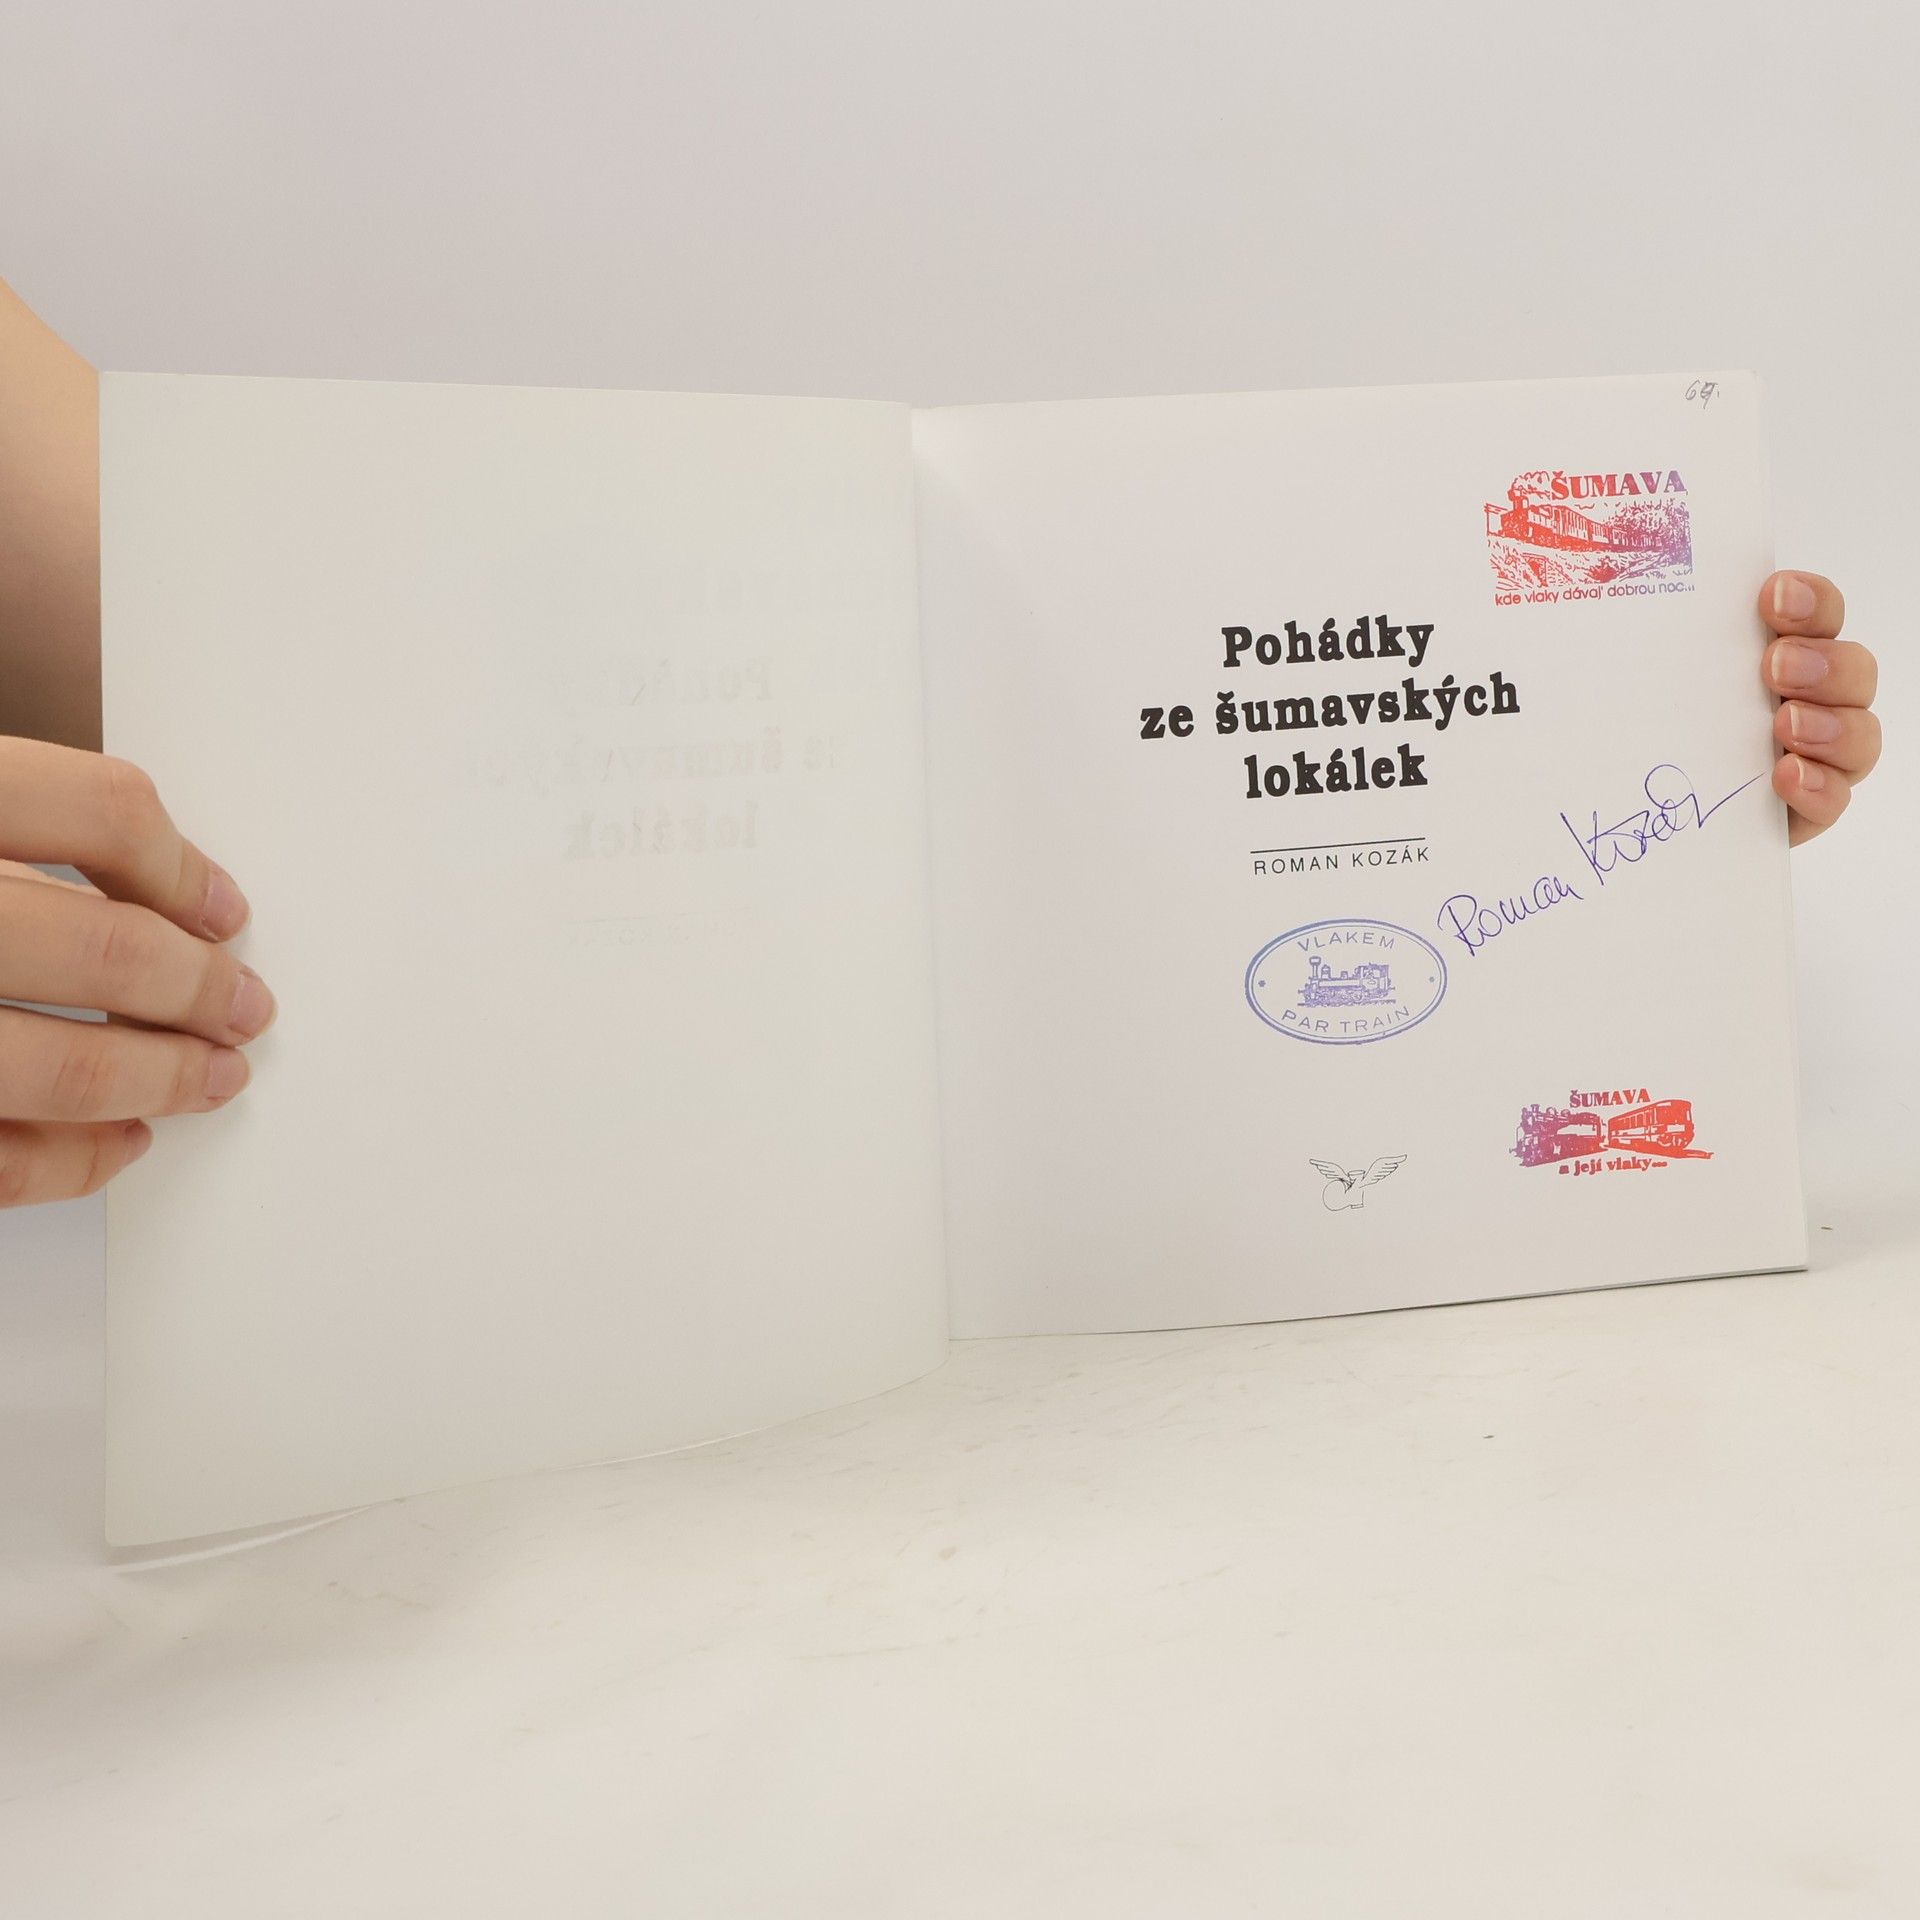 ŠUMAVA
kde vlaky dávaj' dobrou noc...
Pohádky
ze šumavských
lokálek
ROMAN KOZÁK
Roman Kozák
VLAKEM
PAR TRAIN
ŠUMAVA
a její vlaky...